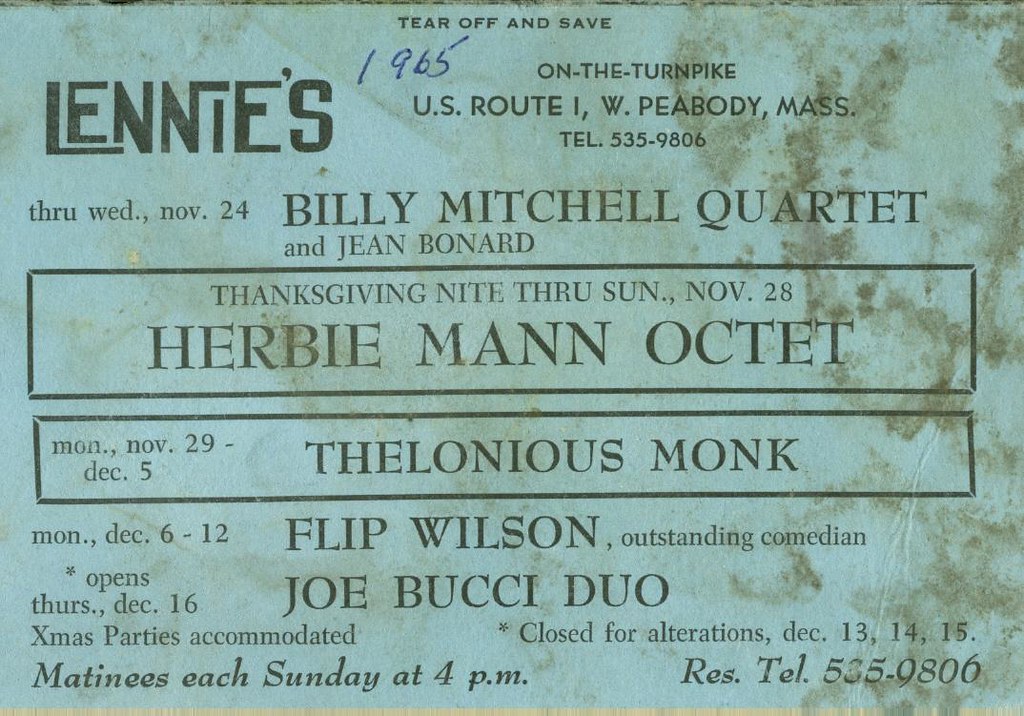 TEAR OFF AND SAVE
1965
LENNIE'S
ON-THE-TURNPIKE
U.S. ROUTE 1, W. PEABODY, MASS.
TEL. 535-9806
thru wed., nov. 24 BILLY MITCHELL QUARTET
and JEAN BONARD
THANKSGIVING NITE THRU SUN., NOV. 28
HERBIE MANN OCTET
mon., nov. 29 -
dec. 5
THELONIOUS MONK
mon., dec. 6 - 12 FLIP WILSON, outstanding comedian
* opens
thurs., dec. 16 JOE BUCCI DUO
Xmas Parties accommodated * Closed for alterations, dec. 13, 14, 15.
Matinees each Sunday at 4 p.m. Res. Tel. 535-9806